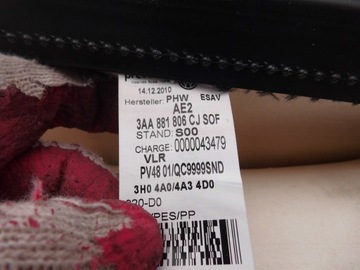 14.12.2010
Hersteller: PHW ESAV
AE2
3AA 881 806 CJ SOF
STAND: S00
CHARGE: 0000043479
VLR
PV48 01/QC9999SND
3H0 4A0/4A3 4D0
PES/PP